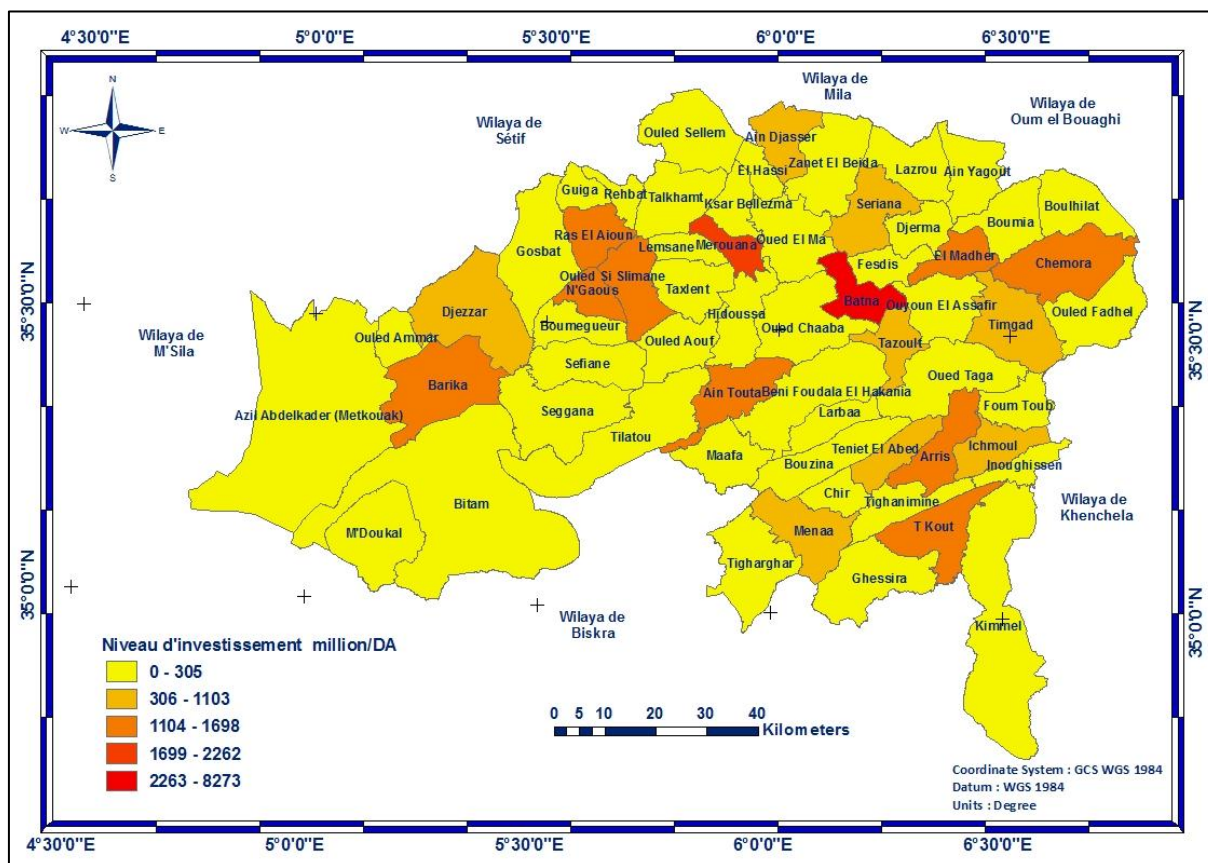 4°30'0"E 5°0'0"E 5°30'0"E 6°0'0"E 6°30'0"E
N
W E
S
Wilaya de
Mila
Wilaya de
Oum el Bouaghi
Wilaya de
Sétif
Ouled Sellem
Ain Djasser
El Hassi
Zanet El Beida
Lazrou
Ain Yagout
Guiga
Rehbat
Talkhamt
Ksar Bellezma
Seriana
Boumia
Boulhilat
Gosbat
Ras El Aioun
Lemsane
Merouana
Oued El Ma
Djerma
El Madher
Chemora
Fesdis
Ouled Si Slimane
N'Gaous
Taxlent
Batna
Ouyoun El Assafir
Ouled Fadhel
35°30'0"N
35°30'0"N
Djezzar
Boumegueur
Hidoussa
Oued Chaaba
Timgad
Wilaya de
M'Sila
Ouled Ammar
Ouled Aouf
Tazoult
Sefiane
Oued Taga
Barika
Ain Touta
Beni Foudala El Hakania
Foum Toub
Azil Abdelkader (Metkouak)
Seggana
Larbaa
Tilatou
Teniet El Abed
Ichmoul
Maafa
Bouzina
Arris
Inoughissen
Chir
Tighanimine
Wilaya de
Khenchela
Bitam
M'Doukal
Menaa
T Kout
Tigharghar
Ghessira
35°0'0"N
35°0'0"N
Wilaya de
Biskra
Kimmel
Niveau d'investissement million/DA
0 - 305
306 - 1103
1104 - 1698
1699 - 2262
2263 - 8273
0 5 10 20 30 40
Kilometers
Coordinate System : GCS WGS 1984
Datum : WGS 1984
Units : Degree
4°30'0"E 5°0'0"E 5°30'0"E 6°0'0"E 6°30'0"E